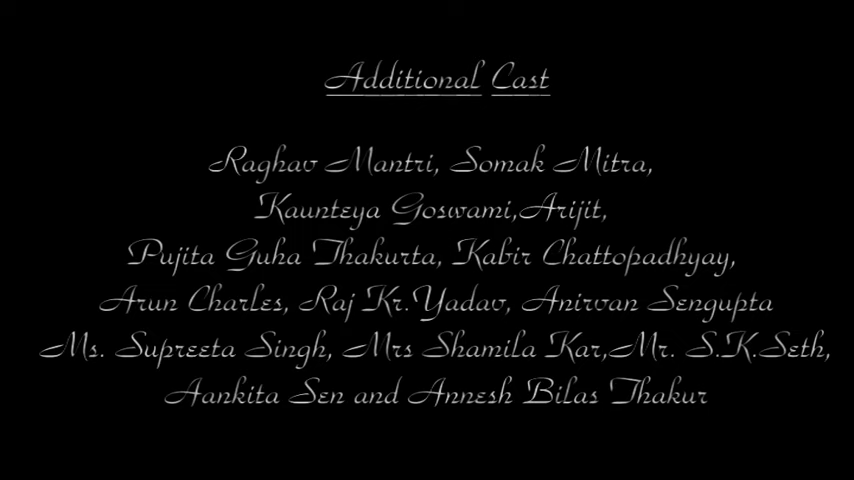 Additional Cast
Raghav Mantri, Somak Mitra,
Kaunteya Goswami,Arijit,
Pujita Guha Thakurta, Kabir Chattopadhyay,
Arun Charles, Raj Kr.Yadav, Anirvan Sengupta
Ms. Supreeta Singh, Mrs Shamila Kar,Mr. S.K.Seth,
Aankita Sen and Annesh Bilas Thakur